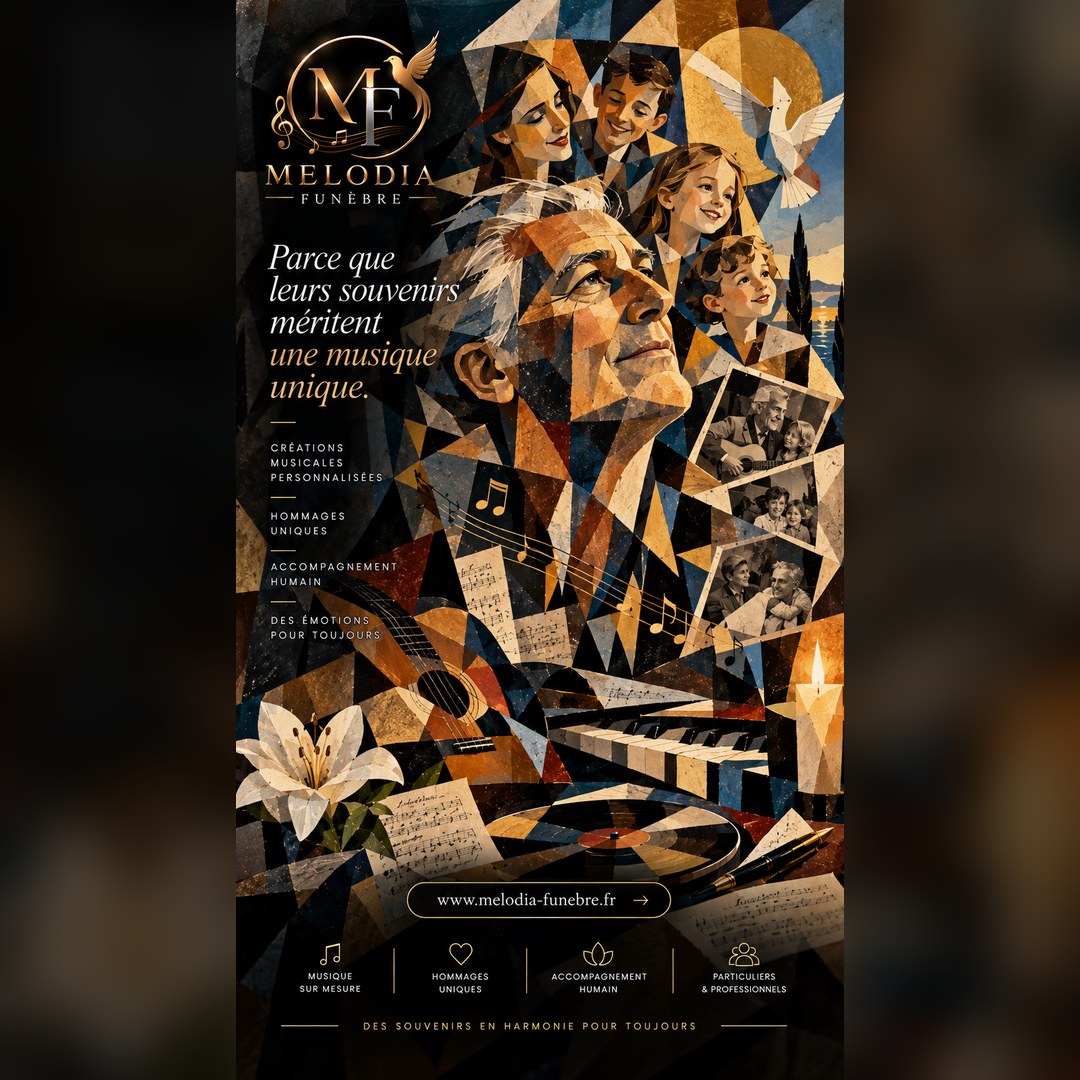 MF
MELODIA
FUNÈBRE
Parce que
leurs souvenirs
méritent
une musique
unique.
CRÉATIONS
MUSICALES
PERSONNALISÉES
HOMMAGES
UNIQUES
ACCOMPAGNEMENT
HUMAIN
DES ÉMOTIONS
POUR TOUJOURS
www.melodia-funebre.fr →
MUSIQUE
SUR MESURE
HOMMAGES
UNIQUES
ACCOMPAGNEMENT
HUMAIN
PARTICULIERS
& PROFESSIONNELS
DES SOUVENIRS EN HARMONIE POUR TOUJOURS